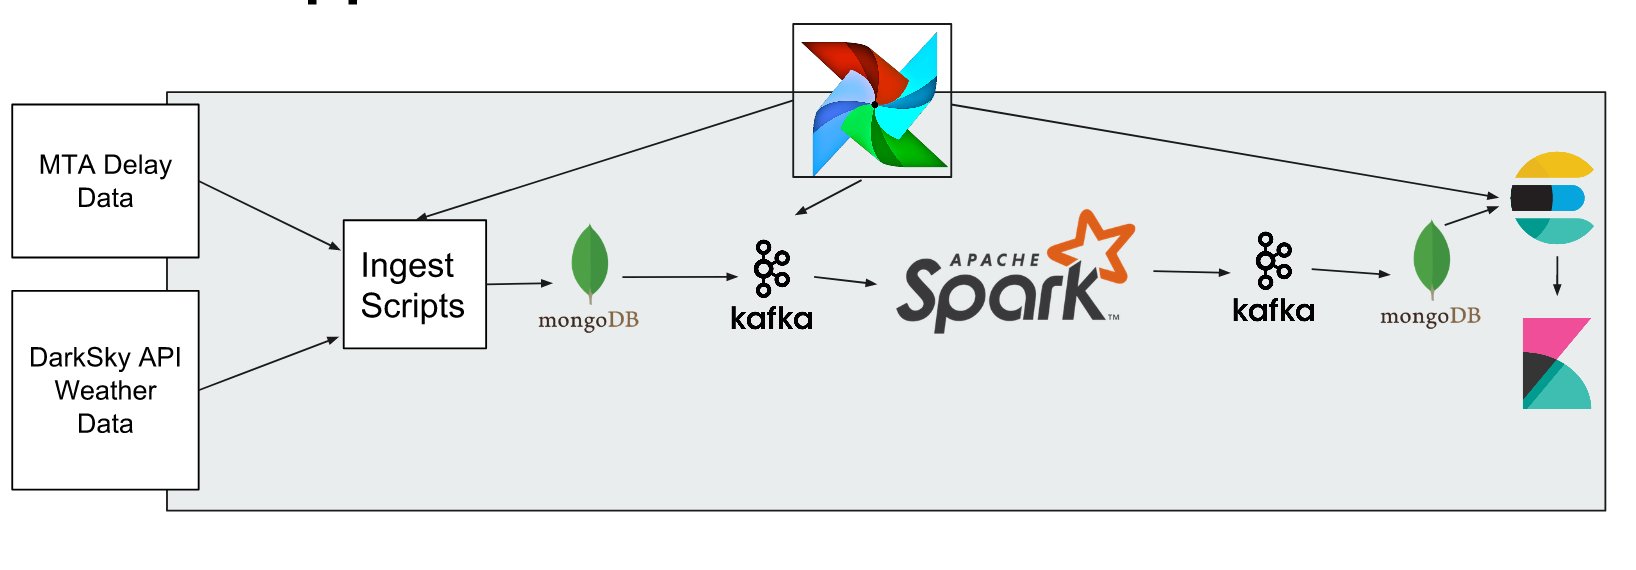 MTA Delay
Data
DarkSky API
Weather
Data
Ingest
Scripts
mongoDB
kafka
APACHE
Spark™
kafka
mongoDB